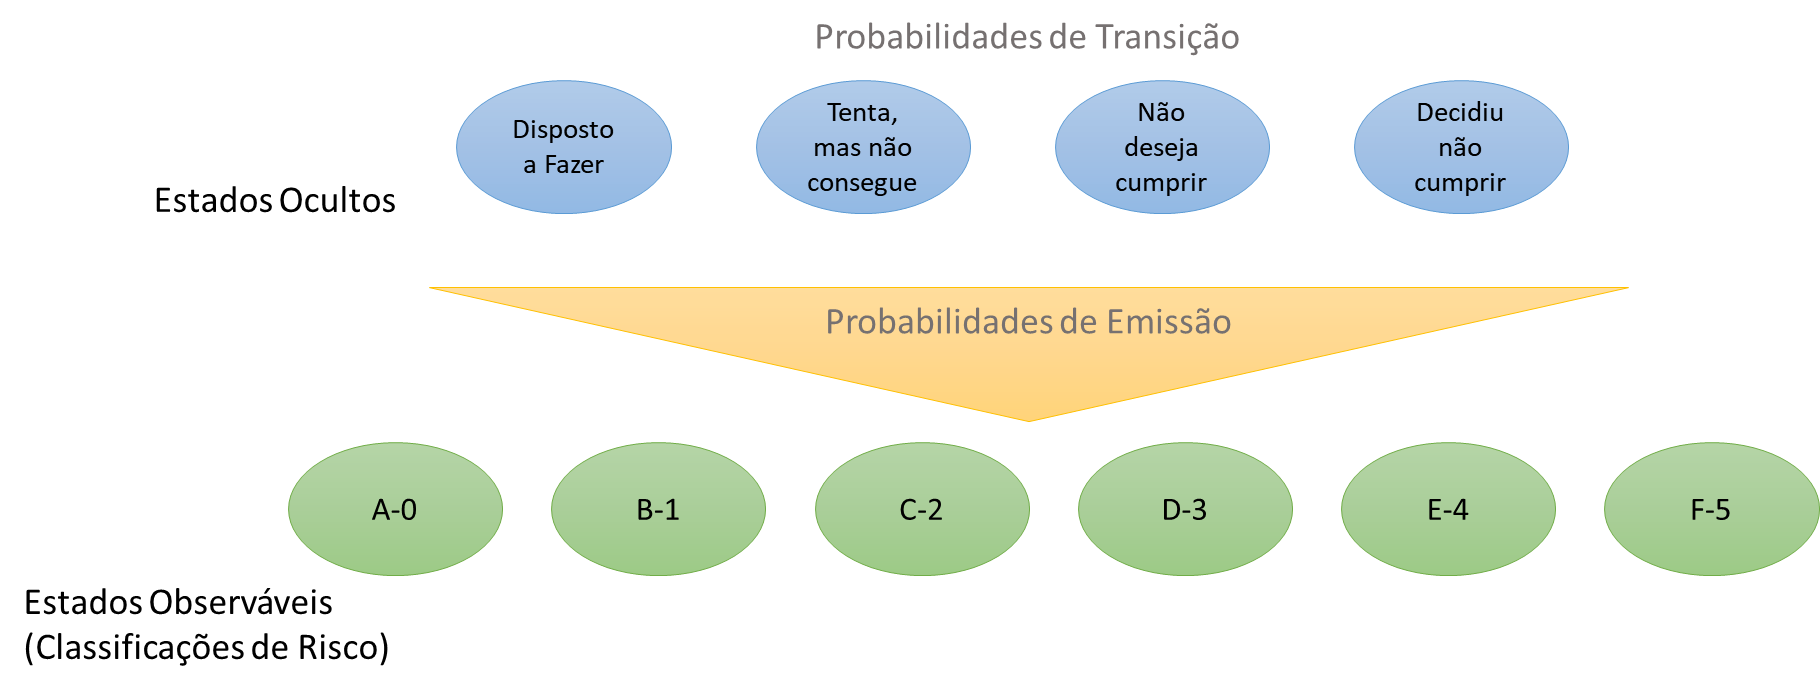 Probabilidades de Transição
Disposto
a Fazer
Tenta,
mas não
consegue
Não
deseja
cumprir
Decidiu
não
cumprir
Estados Ocultos
Probabilidades de Emissão
A-0
B-1
C-2
D-3
E-4
F-5
Estados Observáveis
(Classificações de Risco)